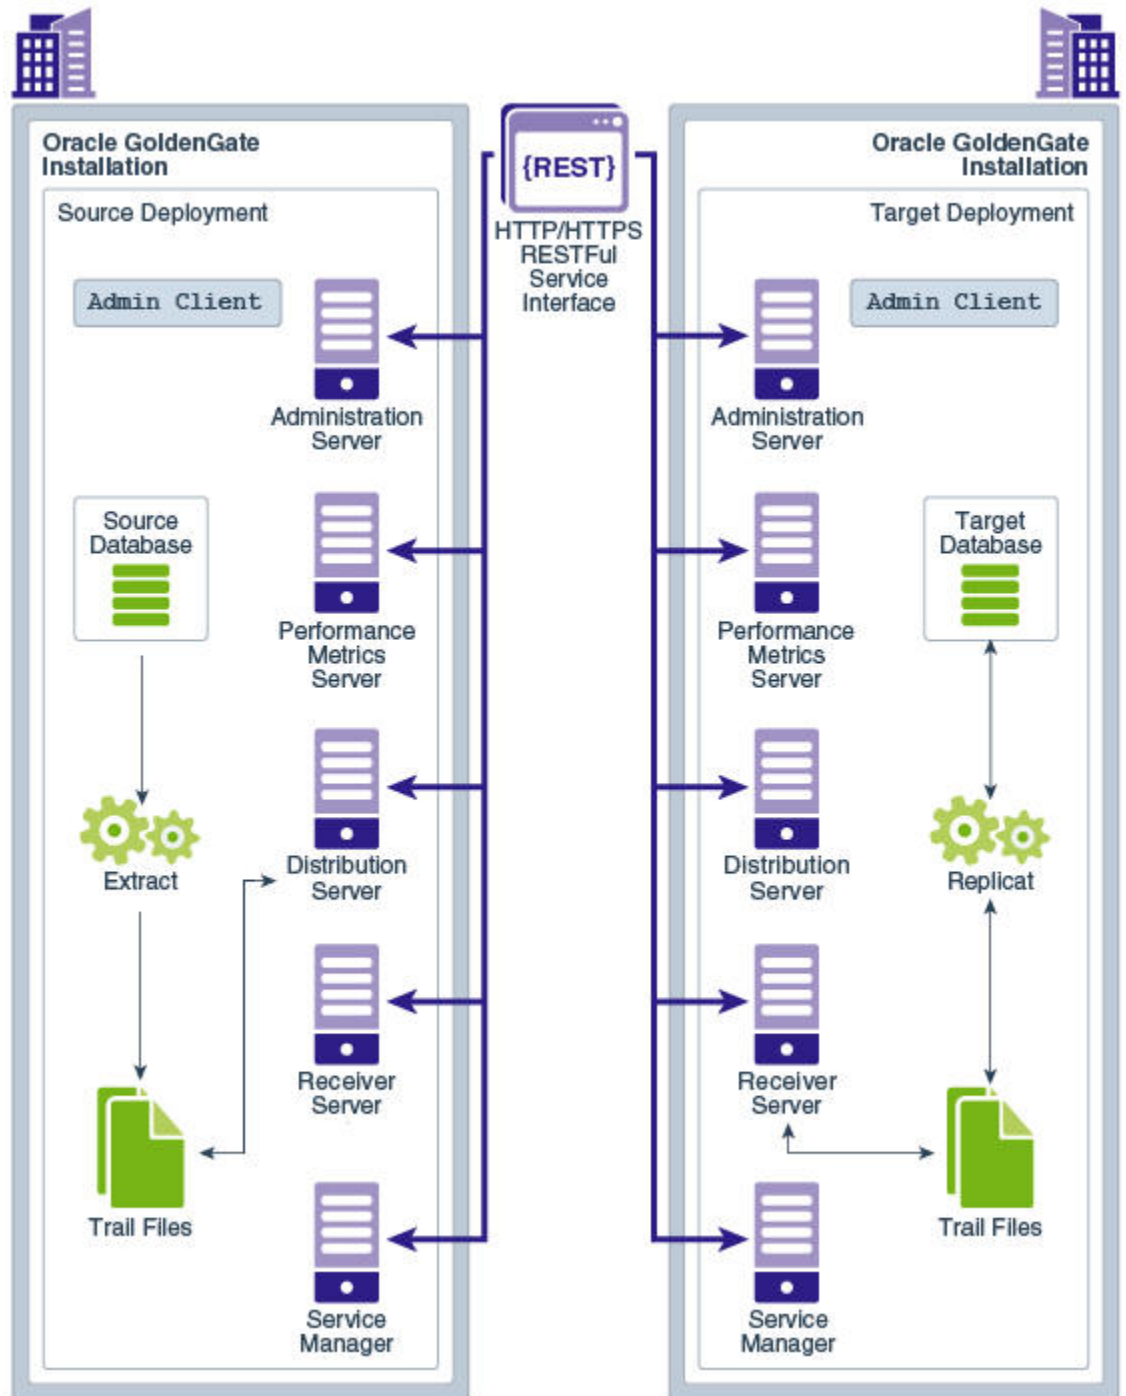 Oracle GoldenGate
Installation
Source Deployment
Admin Client
Administration
Server
Source
Database
Performance
Metrics
Server
Extract
Distribution
Server
Receiver
Server
Trail Files
Service
Manager
{REST}
HTTP/HTTPS
RESTFul
Service
Interface
Oracle GoldenGate
Installation
Target Deployment
Admin Client
Administration
Server
Target
Database
Performance
Metrics
Server
Distribution
Server
Replicat
Receiver
Server
Trail Files
Service
Manager